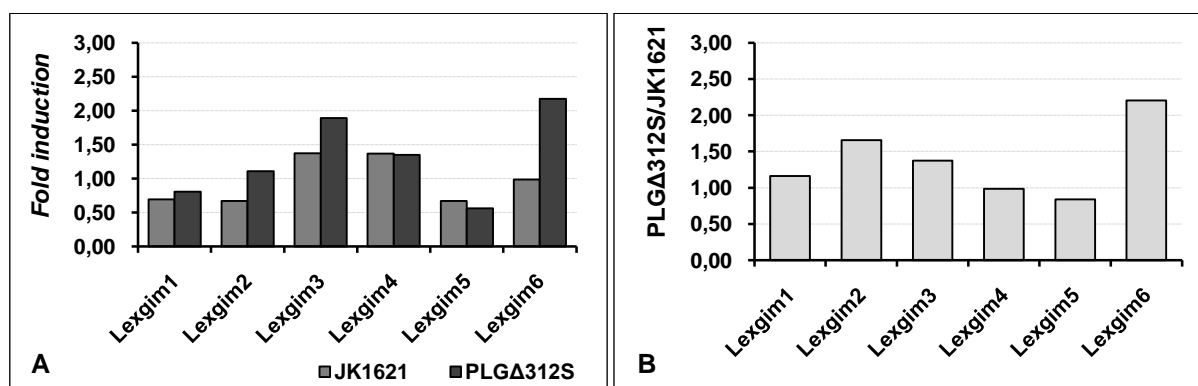 Fold induction
3,00
2,50
2,00
1,50
1,00
0,50
0,00
Lexgim1
Lexgim2
Lexgim3
Lexgim4
Lexgim5
Lexgim6
A
JK1621
PLGΔ312S
PLGΔ312S/JK1621
3,00
2,50
2,00
1,50
1,00
0,50
0,00
Lexgim1
Lexgim2
Lexgim3
Lexgim4
Lexgim5
Lexgim6
B